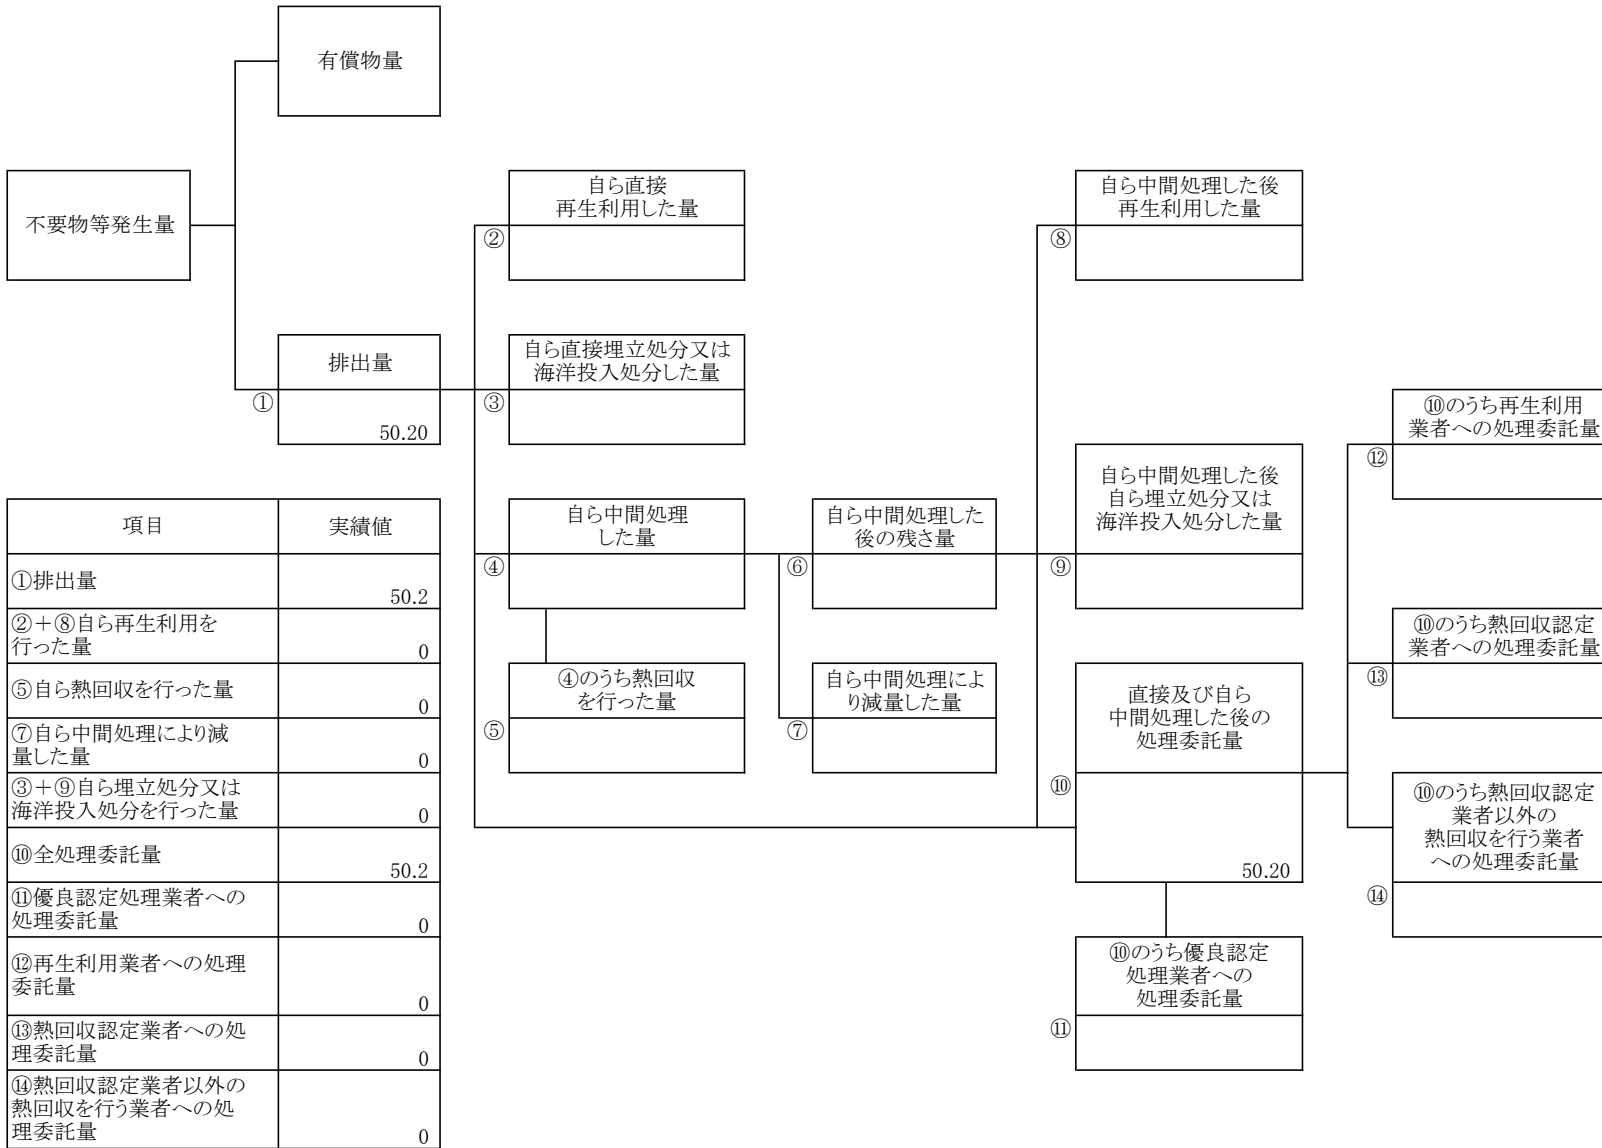 有償物量
不要物等発生量
自ら直接
再生利用した量
②
自ら中間処理した後
再生利用した量
⑧
排出量
①
50.20
自ら直接埋立処分又は
海洋投入処分した量
③
⑩のうち再生利用
業者への処理委託量
⑫
自ら中間処理
した量
④
自ら中間処理した
後の残さ量
⑥
自ら中間処理した後
自ら埋立処分又は
海洋投入処分した量
⑨
⑩のうち熱回収認定
業者への処理委託量
⑬
④のうち熱回収
を行った量
⑤
自ら中間処理によ
り減量した量
⑦
直接及び自ら
中間処理した後の
処理委託量
⑩
50.20
⑩のうち熱回収認定
業者以外の
熱回収を行う業者
への処理委託量
⑭
⑩のうち優良認定
処理業者への
処理委託量
⑪
項目 実績値
①排出量
50.2
②＋⑧自ら再生利用を
行った量
0
⑤自ら熱回収を行った量
0
⑦自ら中間処理により減
量した量
0
③＋⑨自ら埋立処分又は
海洋投入処分を行った量
0
⑩全処理委託量
50.2
⑪優良認定処理業者への
処理委託量
0
⑫再生利用業者への処理
委託量
0
⑬熱回収認定業者への処
理委託量
0
⑭熱回収認定業者以外の
熱回収を行う業者への処
理委託量
0